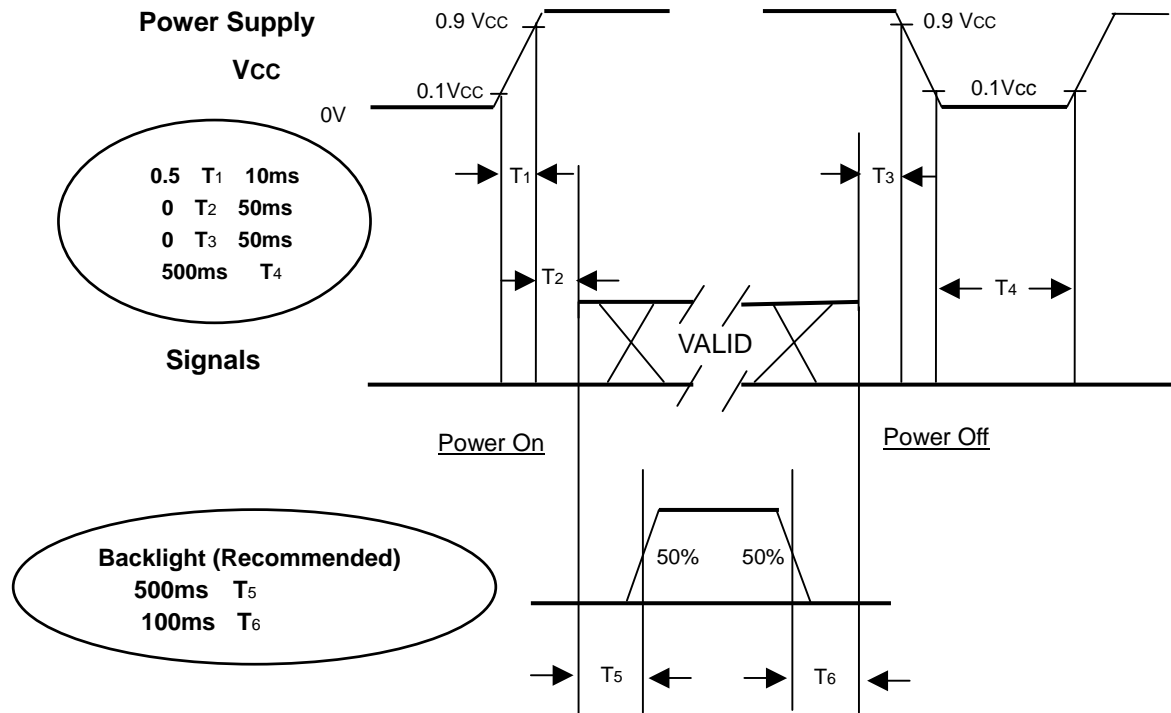 Power Supply
VCC
0.9 VCC
0.1VCC
0V
0.9 VCC
0.1Vcc
0.5 T1 10ms
0 T2 50ms
0 T3 50ms
500ms T4
T1
T3
T2
T4
VALID
Signals
Power On
Power Off
Backlight (Recommended)
500ms T5
100ms T6
50%
50%
T5
T6